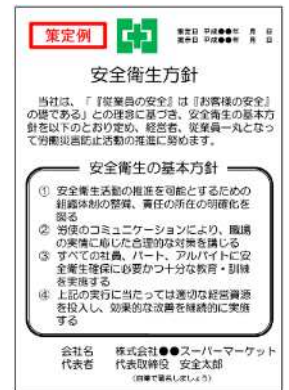 策定例
策定日 平成●●年 月 日
改定日 平成●●年 月 日
安全衛生方針
当社は、「『従業員の安全』は『お客様の安全』
の礎である」との理念に基づき、安全衛生の基本方
針を以下のとおり定め、経営者、従業員一丸となっ
て労働災害防止活動の推進に努めます。
安全衛生の基本方針
① 安全衛生活動の推進を可能とするための
組織体制の整備、責任の所在の明確化を
図る
② 労使のコミュニケーションにより、職場
の実情に応じた合理的な対策を講じる
③ すべての社員、パート、アルバイトに安
全衛生確保に必要かつ十分な教育・訓練
を実施する
④ 上記の実行に当たっては適切な経営資源
を投入し、効果的な改善を継続的に実施
する
会社名 株式会社●●スーパーマーケット
代表者 代表取締役 安全太郎
(自筆で署名しましょう)